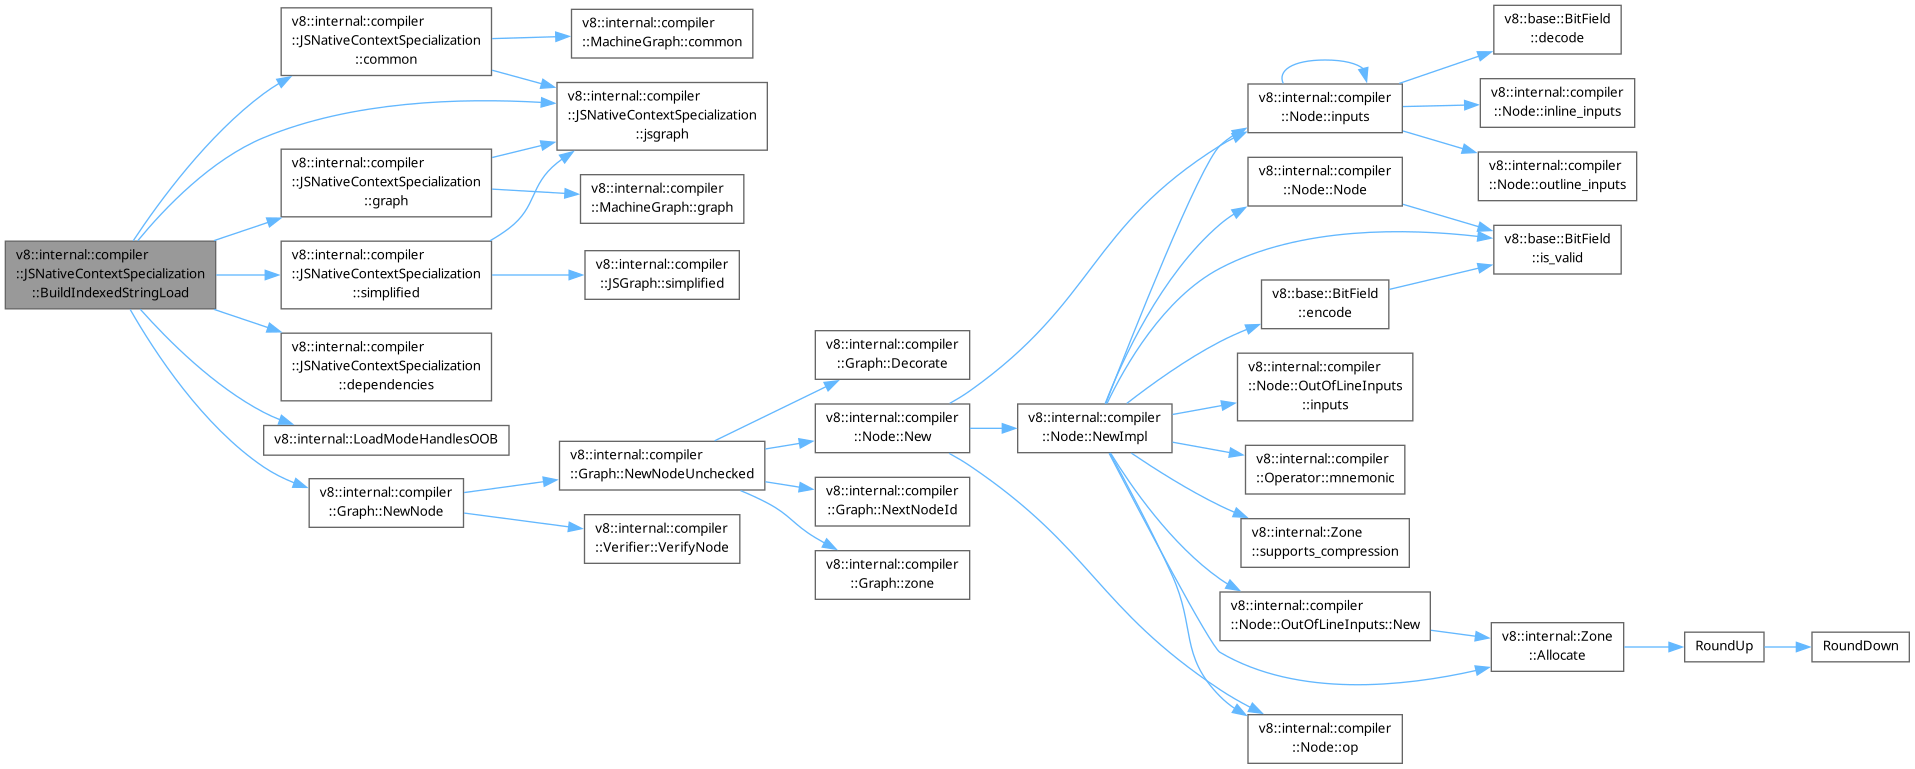 v8::internal::compiler
::JSNativeContextSpecialization
::BuildIndexedStringLoad
v8::internal::compiler
::JSNativeContextSpecialization
::common
v8::internal::compiler
::JSNativeContextSpecialization
::graph
v8::internal::compiler
::JSNativeContextSpecialization
::simplified
v8::internal::compiler
::JSNativeContextSpecialization
::dependencies
v8::internal::LoadModeHandlesOOB
v8::internal::compiler
::Graph::NewNode
v8::internal::compiler
::MachineGraph::common
v8::internal::compiler
::JSNativeContextSpecialization
::jsgraph
v8::internal::compiler
::MachineGraph::graph
v8::internal::compiler
::JSGraph::simplified
v8::internal::compiler
::Graph::NewNodeUnchecked
v8::internal::compiler
::Verifier::VerifyNode
v8::internal::compiler
::Graph::Decorate
v8::internal::compiler
::Node::New
v8::internal::compiler
::Graph::NextNodeId
v8::internal::compiler
::Graph::zone
v8::internal::compiler
::Node::NewImpl
v8::internal::compiler
::Node::inputs
v8::internal::compiler
::Node::Node
v8::base::BitField
::encode
v8::internal::compiler
::Node::OutOfLineInputs
::inputs
v8::internal::compiler
::Operator::mnemonic
v8::internal::Zone
::supports_compression
v8::internal::compiler
::Node::OutOfLineInputs::New
v8::internal::compiler
::Node::op
v8::base::BitField
::decode
v8::internal::compiler
::Node::inline_inputs
v8::internal::compiler
::Node::outline_inputs
v8::base::BitField
::is_valid
v8::internal::Zone
::Allocate
RoundUp
RoundDown